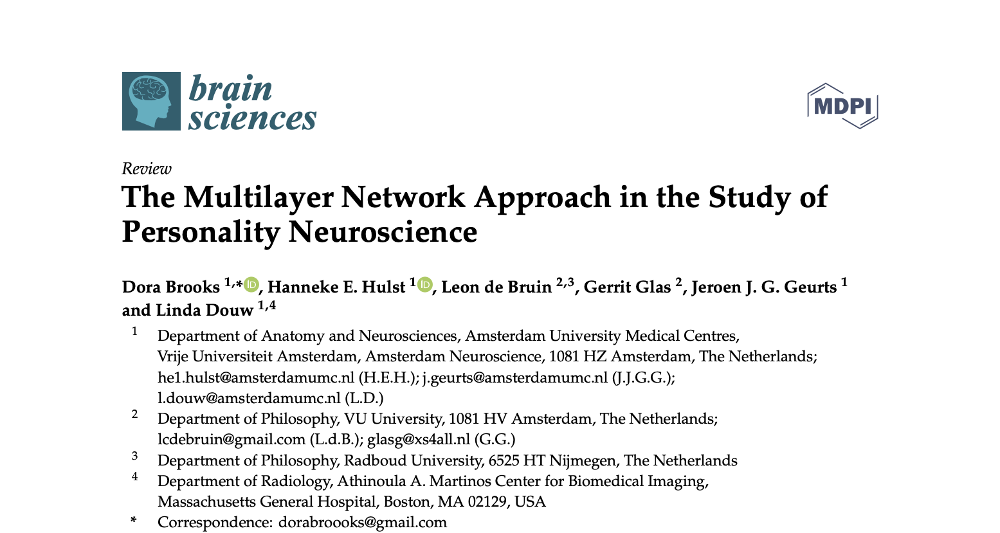 brain
sciences
MDPI
Review
The Multilayer Network Approach in the Study of
Personality Neuroscience
Dora Brooks 1,* iD, Hanneke E. Hulst 1 iD, Leon de Bruin 2,3, Gerrit Glas 2, Jeroen J. G. Geurts 1
and Linda Douw 1,4
1 Department of Anatomy and Neurosciences, Amsterdam University Medical Centres,
Vrije Universiteit Amsterdam, Amsterdam Neuroscience, 1081 HZ Amsterdam, The Netherlands;
he1.hulst@amsterdamumc.nl (H.E.H.); j.geurts@amsterdamumc.nl (J.J.G.G.);
l.douw@amsterdamumc.nl (L.D.)
2 Department of Philosophy, VU University, 1081 HV Amsterdam, The Netherlands;
lcdebruin@gmail.com (L.d.B.); glasg@xs4all.nl (G.G.)
3 Department of Philosophy, Radboud University, 6525 HT Nijmegen, The Netherlands
4 Department of Radiology, Athinoula A. Martinos Center for Biomedical Imaging,
Massachusetts General Hospital, Boston, MA 02129, USA
* Correspondence: dorabroooks@gmail.com